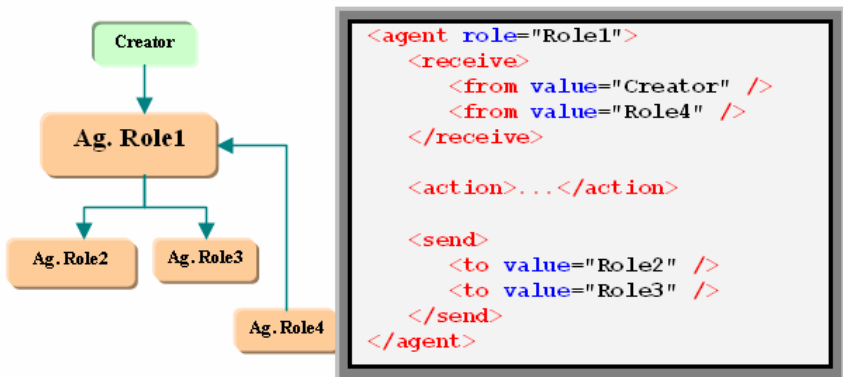 Creator
Ag. Role1
Ag. Role2
Ag. Role3
Ag. Role4
<agent role="Role1">
<receive>
<from value="Creator" />
<from value="Role4" />
</receive>
<action>...</action>
<send>
<to value="Role2" />
<to value="Role3" />
</send>
</agent>